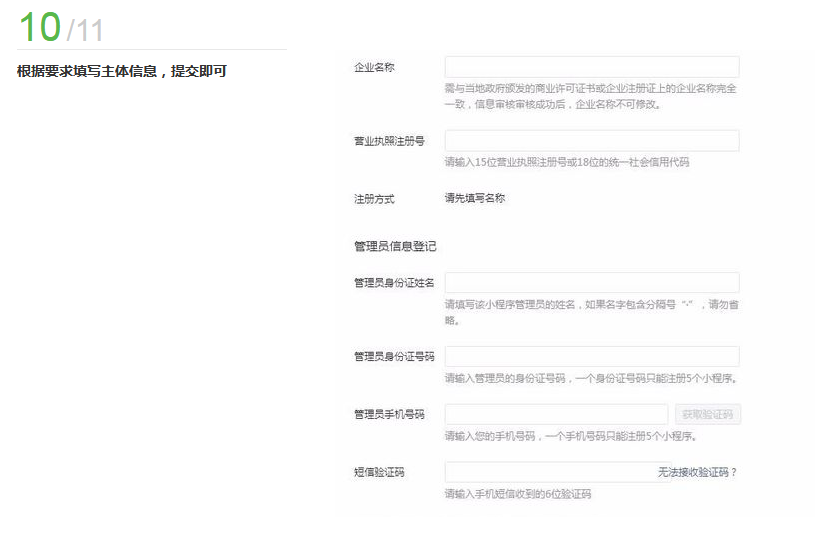 10/11
根据要求填写主体信息，提交即可
企业名称
需与当地政府颁发的商业许可证书或企业注册证上的企业名称完全
一致，信息审核审核成功后，企业名称不可修改。
营业执照注册号
请输入15位营业执照注册号或18位的统一社会信用代码
注册方式 请先填写名称
管理员信息登记
管理员身份证姓名
请填写该小程序管理员的姓名，如果名字包含分隔号“·”，请勿省
略。
管理员身份证号码
请输入管理员的身份证号码，一个身份证号码只能注册5个小程序。
管理员手机号码 获取验证码
请输入您的手机号码，一个手机号码只能注册5个小程序。
短信验证码 无法接收验证码？
请输入手机短信收到的6位验证码